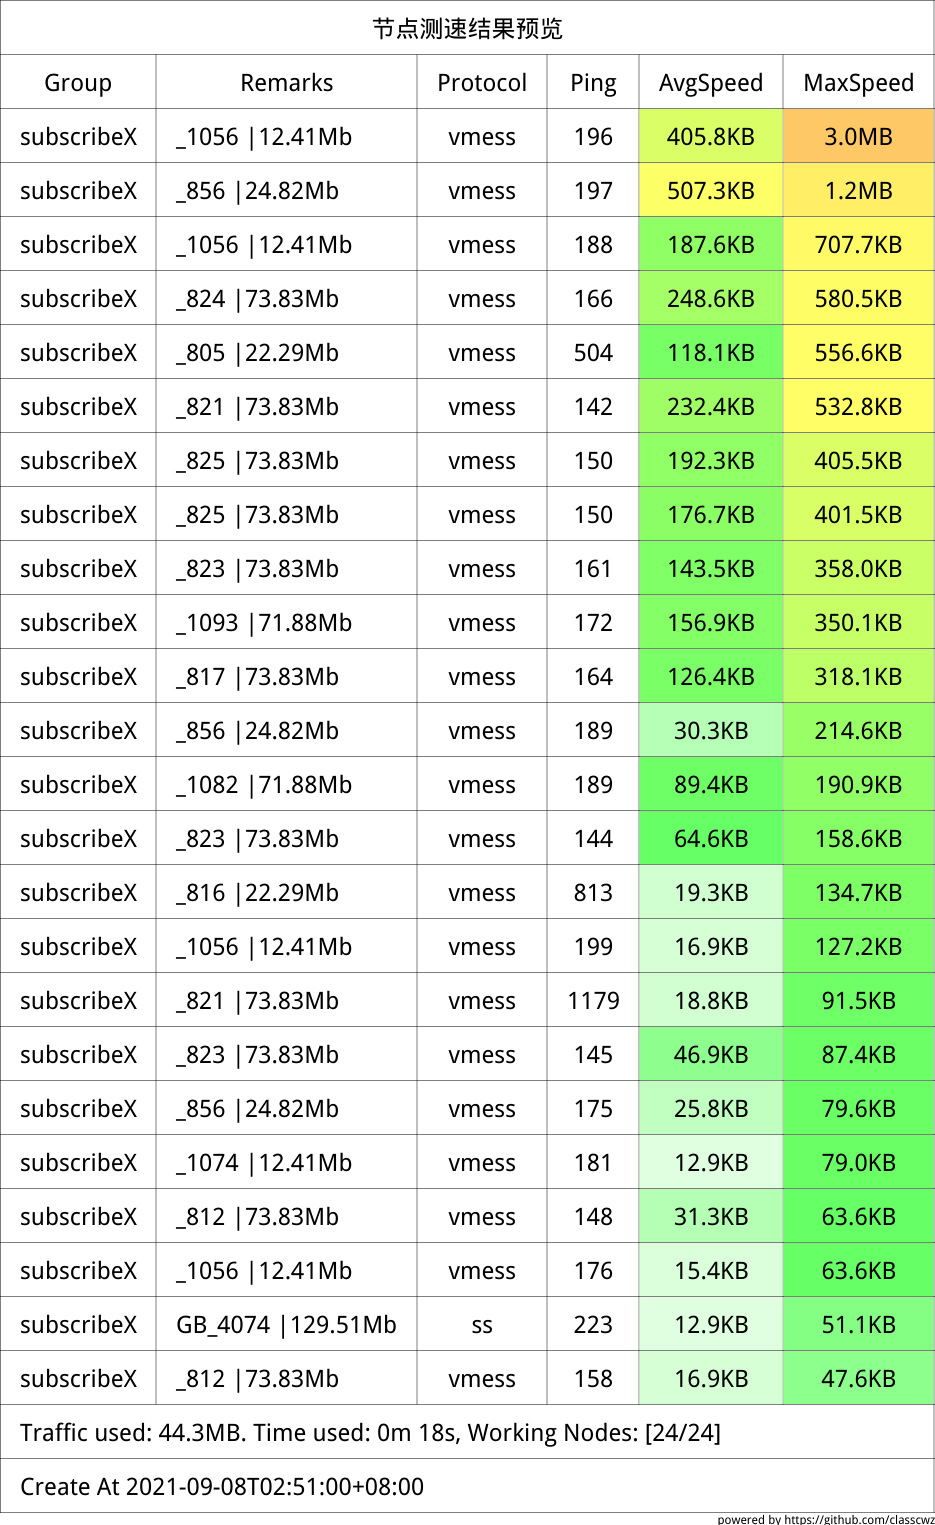 节点测速结果预览
Group Remarks Protocol Ping AvgSpeed MaxSpeed
subscribeX _1056 |12.41Mb vmess 196 405.8KB 3.0MB
subscribeX _856 |24.82Mb vmess 197 507.3KB 1.2MB
subscribeX _1056 |12.41Mb vmess 188 187.6KB 707.7KB
subscribeX _824 |73.83Mb vmess 166 248.6KB 580.5KB
subscribeX _805 |22.29Mb vmess 504 118.1KB 556.6KB
subscribeX _821 |73.83Mb vmess 142 232.4KB 532.8KB
subscribeX _825 |73.83Mb vmess 150 192.3KB 405.5KB
subscribeX _825 |73.83Mb vmess 150 176.7KB 401.5KB
subscribeX _823 |73.83Mb vmess 161 143.5KB 358.0KB
subscribeX _1093 |71.88Mb vmess 172 156.9KB 350.1KB
subscribeX _817 |73.83Mb vmess 164 126.4KB 318.1KB
subscribeX _856 |24.82Mb vmess 189 30.3KB 214.6KB
subscribeX _1082 |71.88Mb vmess 189 89.4KB 190.9KB
subscribeX _823 |73.83Mb vmess 144 64.6KB 158.6KB
subscribeX _816 |22.29Mb vmess 813 19.3KB 134.7KB
subscribeX _1056 |12.41Mb vmess 199 16.9KB 127.2KB
subscribeX _821 |73.83Mb vmess 1179 18.8KB 91.5KB
subscribeX _823 |73.83Mb vmess 145 46.9KB 87.4KB
subscribeX _856 |24.82Mb vmess 175 25.8KB 79.6KB
subscribeX _1074 |12.41Mb vmess 181 12.9KB 79.0KB
subscribeX _812 |73.83Mb vmess 148 31.3KB 63.6KB
subscribeX _1056 |12.41Mb vmess 176 15.4KB 63.6KB
subscribeX GB_4074 |129.51Mb ss 223 12.9KB 51.1KB
subscribeX _812 |73.83Mb vmess 158 16.9KB 47.6KB
Traffic used: 44.3MB. Time used: 0m 18s, Working Nodes: [24/24]
Create At 2021-09-08T02:51:00+08:00
powered by https://github.com/classcwz